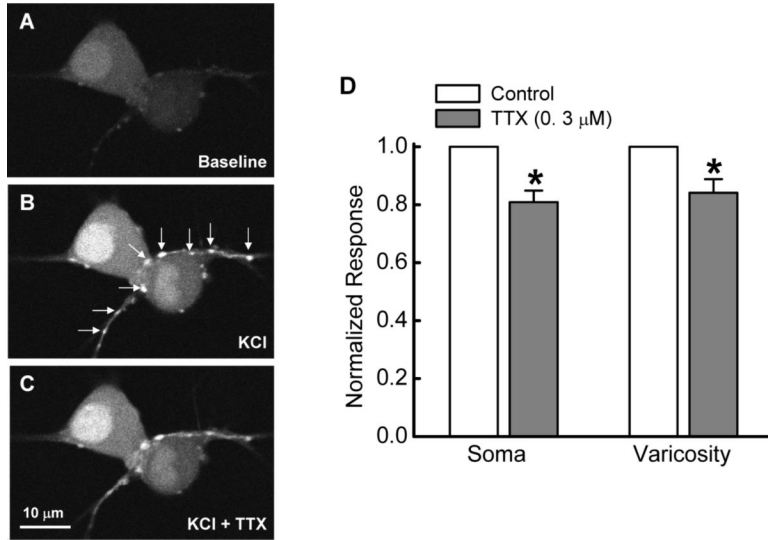 A
Baseline
B
KCl
C
10 μm
KCl + TTX
D
Control
TTX (0. 3 μM)
Normalized Response
1.0
0.8
0.6
0.4
0.2
0.0
*
*
Soma
Varicosity